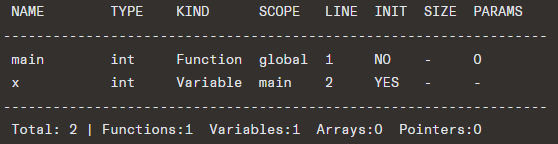 NAME TYPE KIND SCOPE LINE INIT SIZE PARAMS
------------------------------------------------------------------
main int Function global 1 NO - 0
x int Variable main 2 YES - -
------------------------------------------------------------------
Total: 2 | Functions:1 Variables:1 Arrays:0 Pointers:0